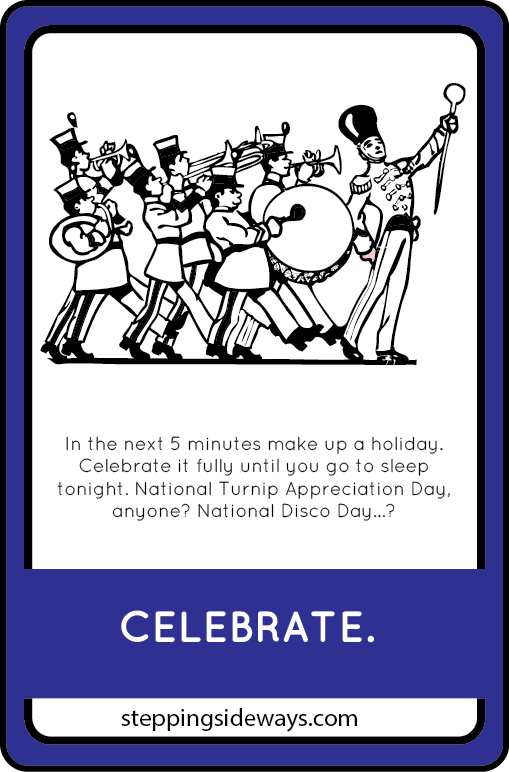 In the next 5 minutes make up a holiday.
Celebrate it fully until you go to sleep
tonight. National Turnip Appreciation Day,
anyone? National Disco Day...?
CELEBRATE.
steppingsideways.com